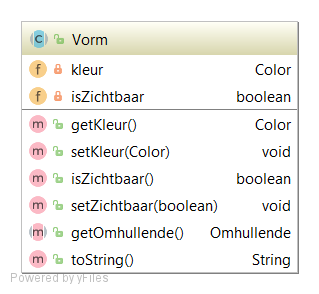 C Vorm
f kleur Color
f isZichtbaar boolean
m getKleur() Color
m setKleur(Color) void
m isZichtbaar() boolean
m setZichtbaar(boolean) void
m getOmhullende() Omhullende
m toString() String
Powered by yFiles